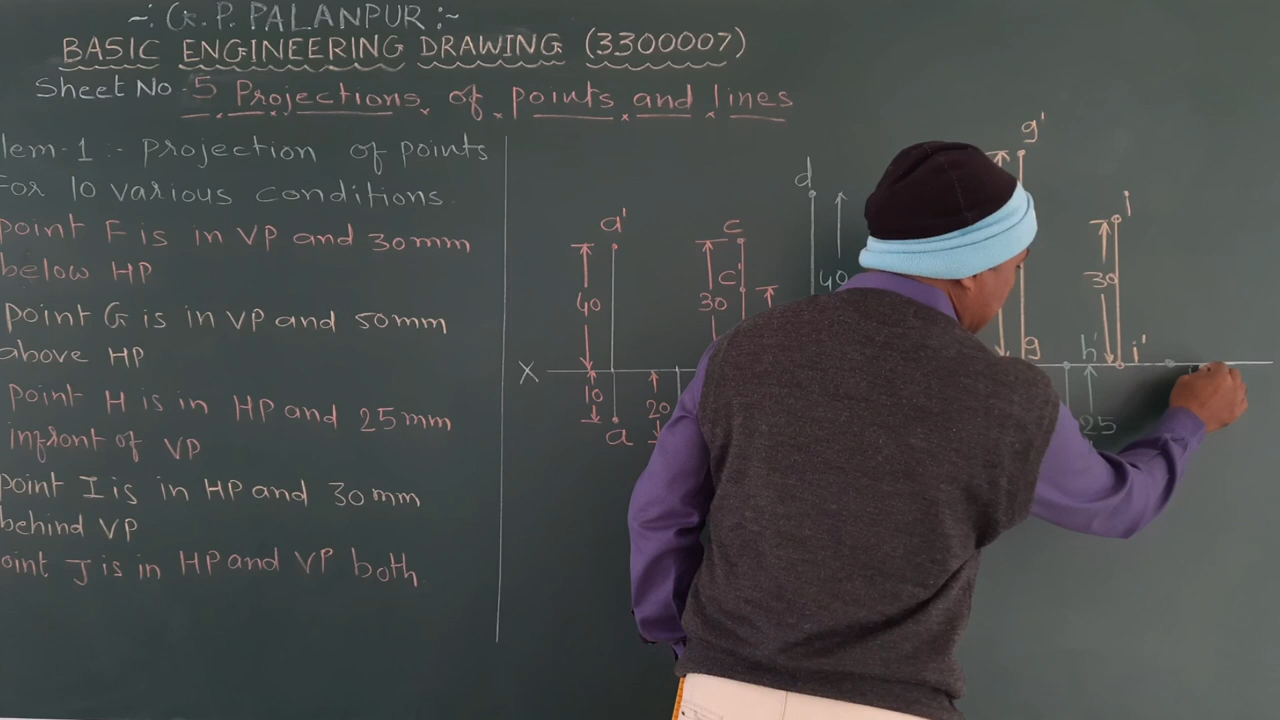 ~: G. P. PALANPUR :~
BASIC ENGINEERING DRAWING (3300007)
Sheet No-5 Projections of points and lines
lem-1 :- projection of points
For 10 various conditions.
point F is in VP and 30mm
below HP
point G is in VP and 50mm
above HP
point H is in HP and 25mm
infront of VP
point I is in HP and 30mm
behind VP
oint J is in HP and VP both
g'
d
i
a'
c
c'
40
30
40
30
g
h'
i'
X
10
20
a
25